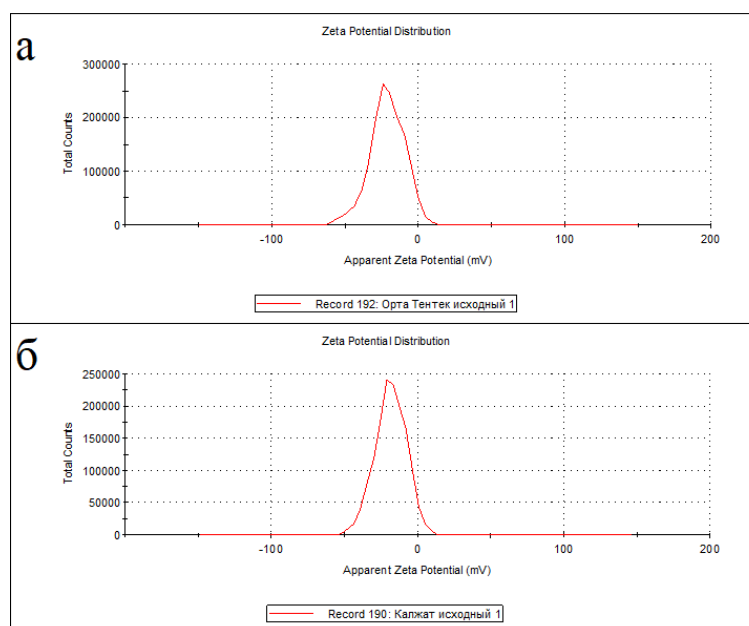 а
Zeta Potential Distribution
300000
200000
100000
0
Total Counts
-100 0 100 200
Apparent Zeta Potential (mV)
Record 192: Орта Тентек исходный 1
б
Zeta Potential Distribution
250000
200000
150000
100000
50000
0
Total Counts
-100 0 100 200
Apparent Zeta Potential (mV)
Record 190: Калжат исходный 1